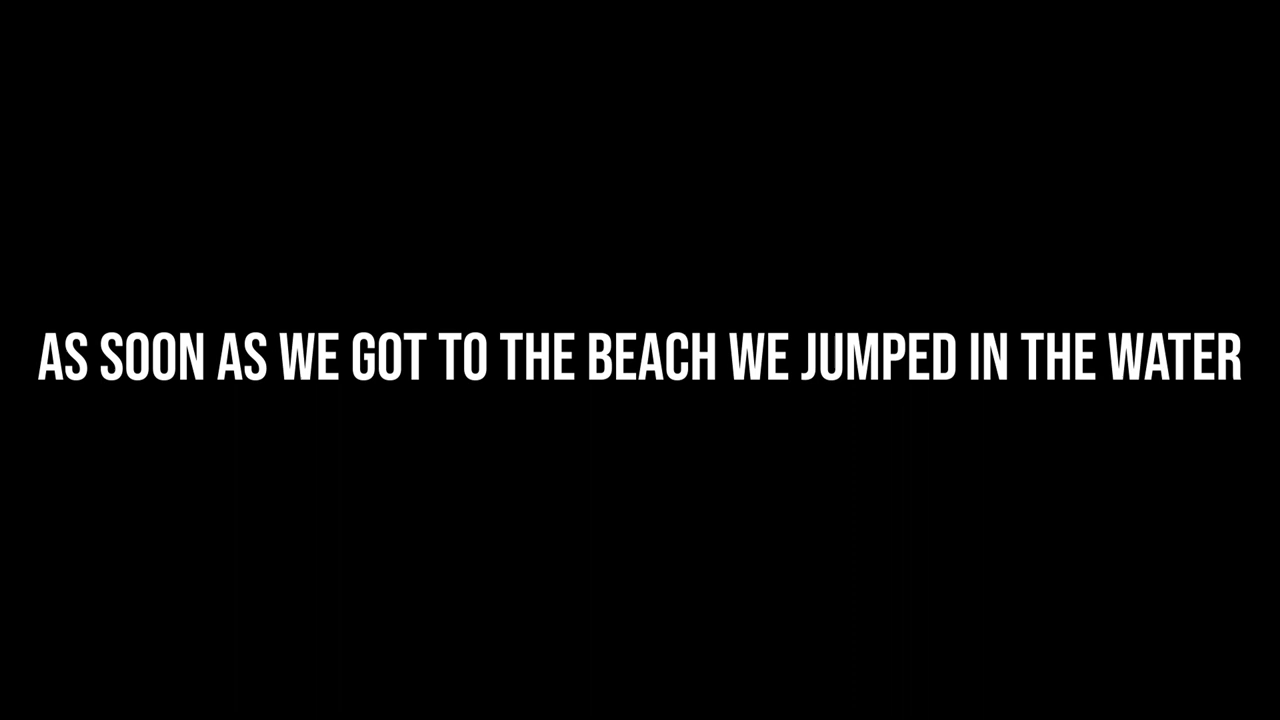 AS SOON AS WE GOT TO THE BEACH WE JUMPED IN THE WATER